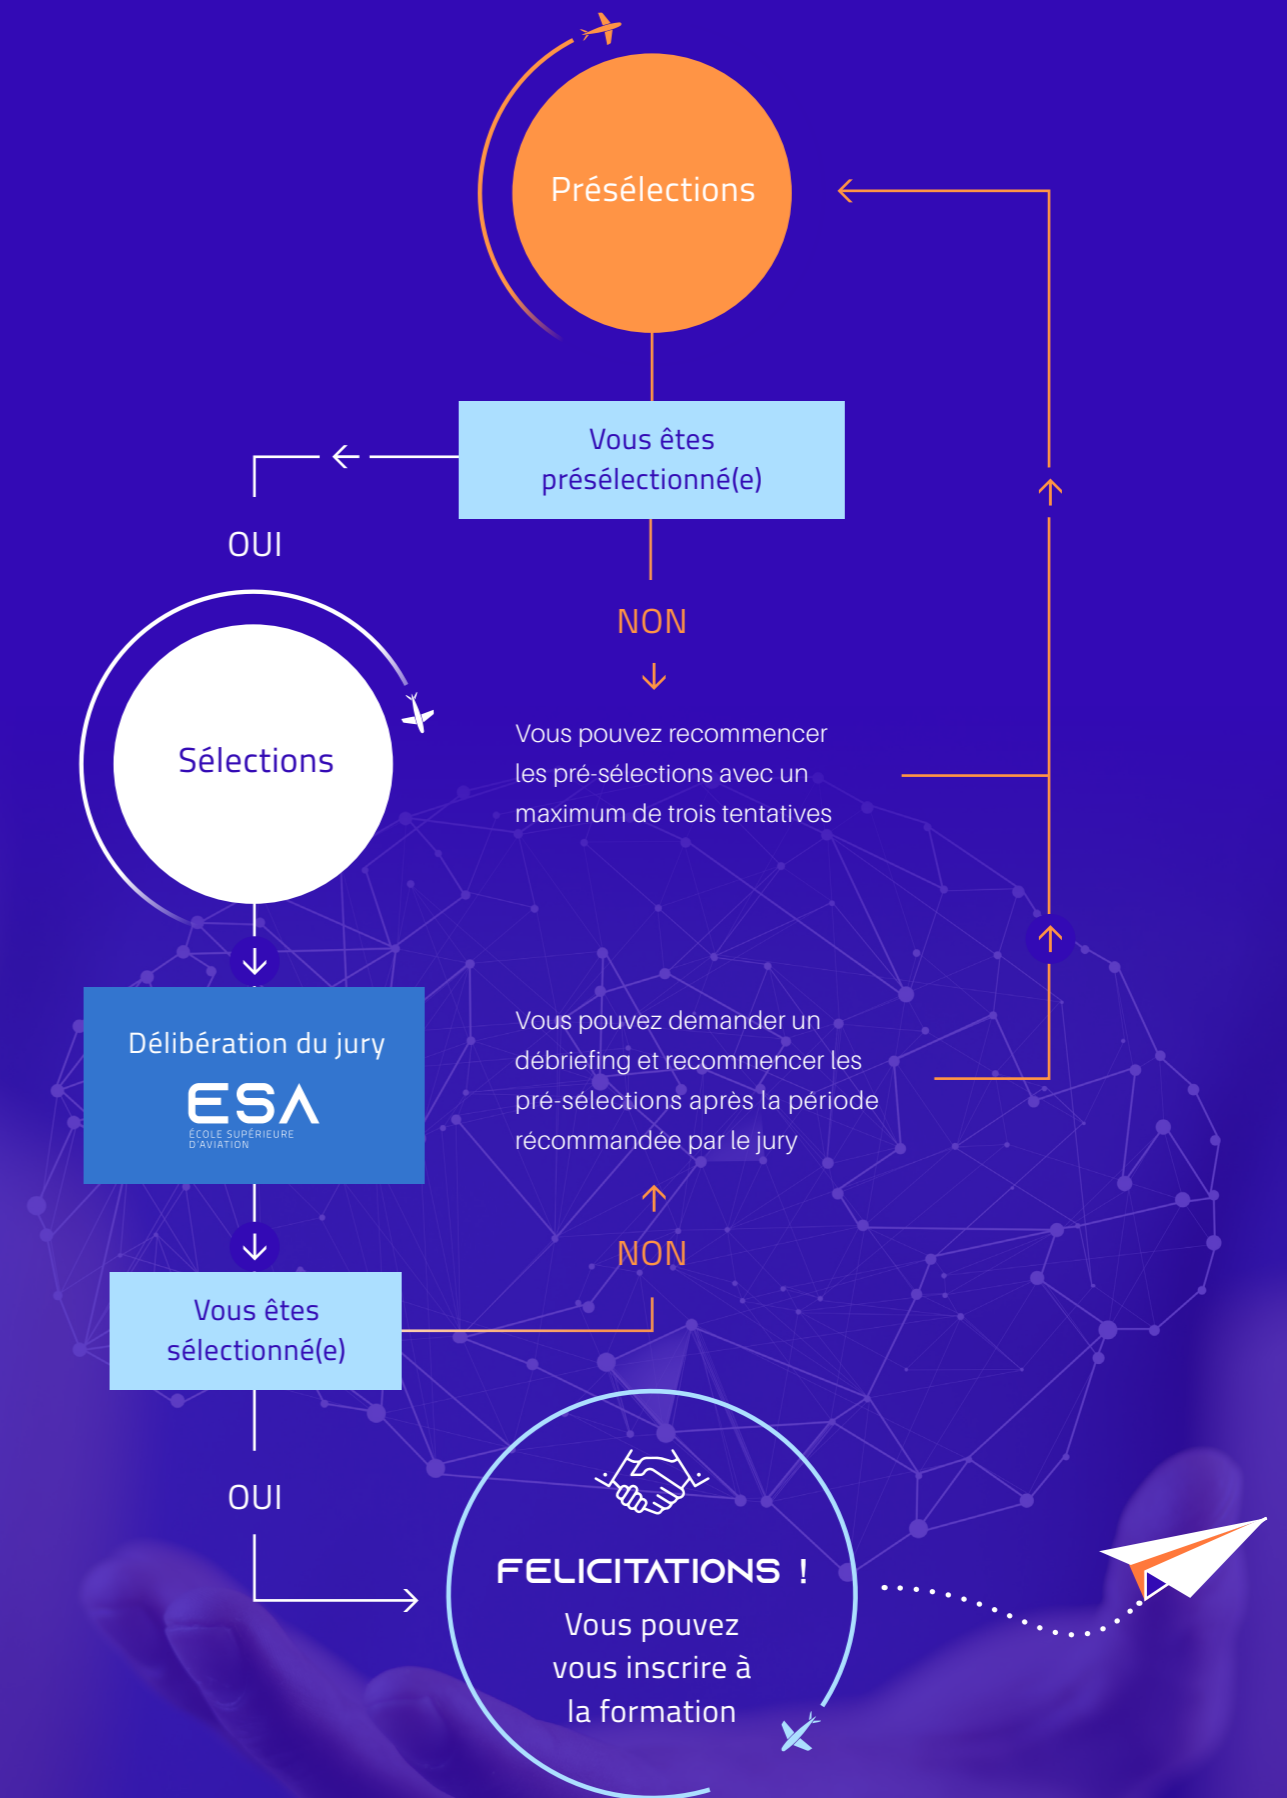 Présélections
Vous êtes
présélectionné(e)
OUI
NON
Sélections
Vous pouvez recommencer
les pré-sélections avec un
maximum de trois tentatives
Délibération du jury
ESA
ÉCOLE SUPÉRIEURE
D'AVIATION
Vous pouvez demander un
débriefing et recommencer les
pré-sélections après la période
récommandée par le jury
NON
Vous êtes
sélectionné(e)
OUI
FELICITATIONS !
Vous pouvez
vous inscrire à
la formation